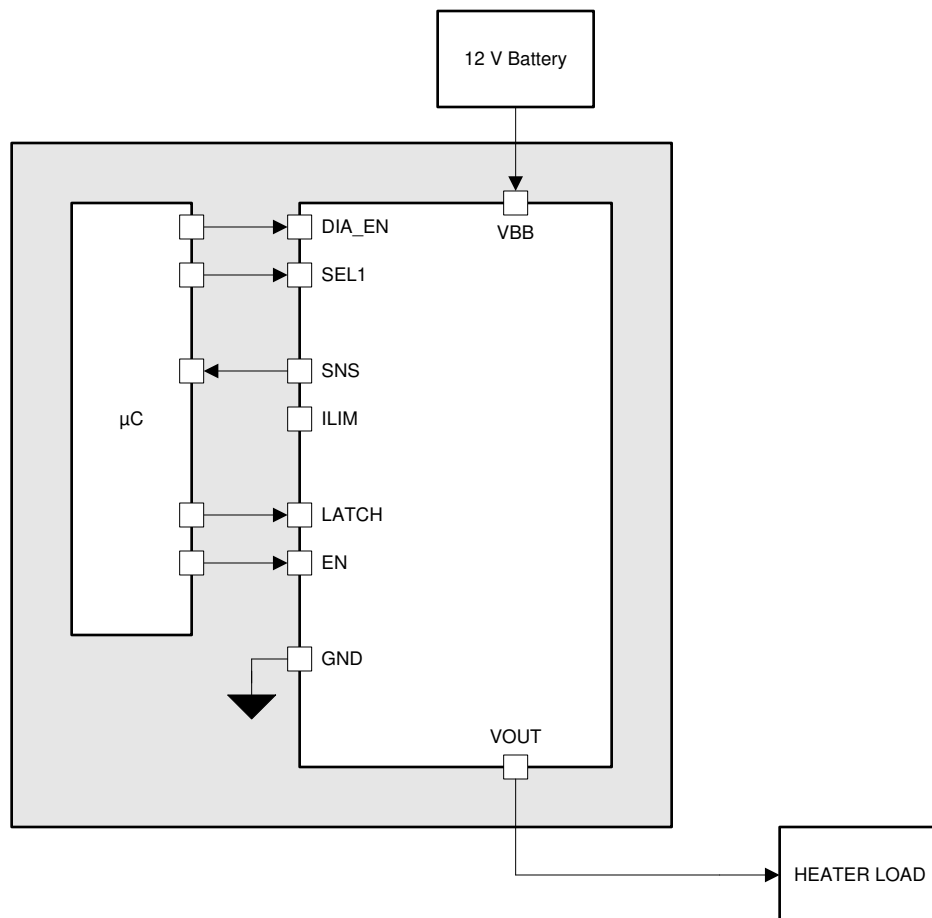 12 V Battery
DIA_EN
VBB
SEL1
SNS
µC
ILIM
LATCH
EN
GND
VOUT
HEATER LOAD